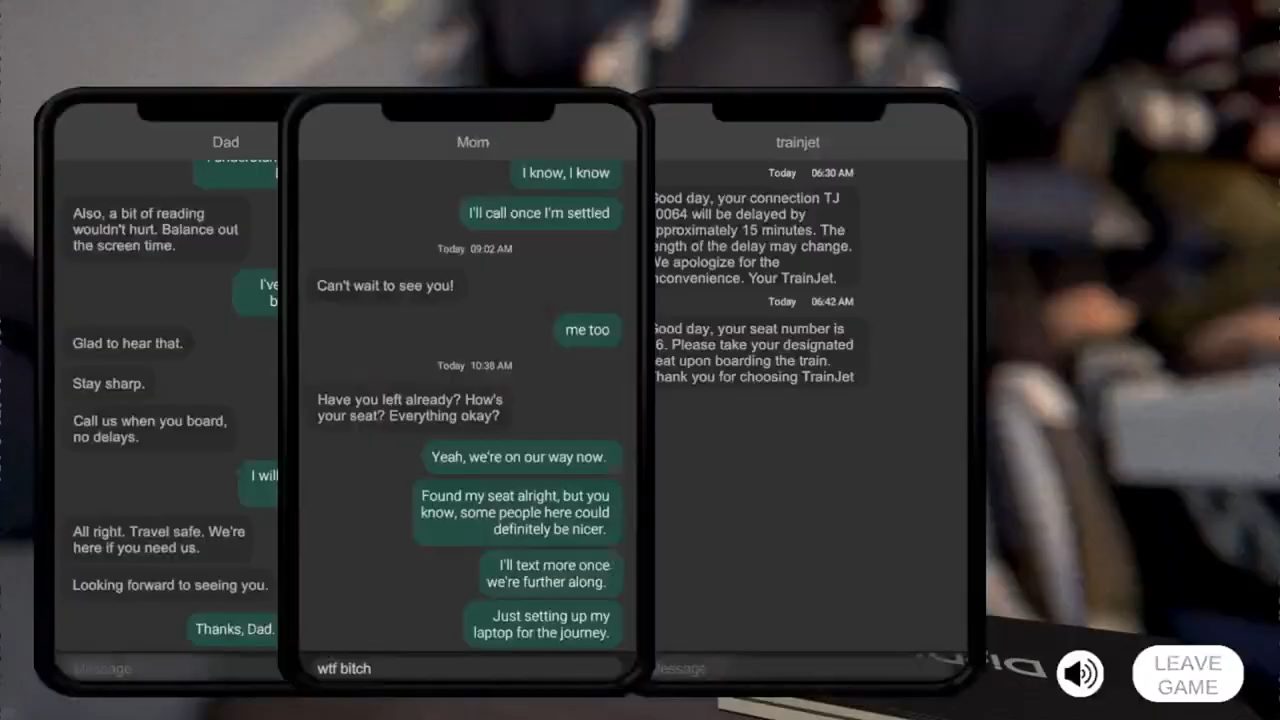 Dad
Also, a bit of reading
wouldn't hurt. Balance out
the screen time.
I've
Glad to hear that.
Stay sharp.
Call us when you board,
no delays.
I will
All right. Travel safe. We're
here if you need us.
Looking forward to seeing you.
Thanks, Dad.
Message
Mom
I know, I know
I'll call once I'm settled
Today 09:02 AM
Can't wait to see you!
me too
Today 10:38 AM
Have you left already? How's
your seat? Everything okay?
Yeah, we're on our way now.
Found my seat alright, but you
know, some people here could
definitely be nicer.
I'll text more once
we're further along.
Just setting up my
laptop for the journey.
wtf bitch
trainjet
Today 06:30 AM
Good day, your connection TJ
0064 will be delayed by
approximately 15 minutes. The
length of the delay may change.
We apologize for the
inconvenience. Your TrainJet.
Today 06:42 AM
Good day, your seat number is
6. Please take your designated
seat upon boarding the train.
Thank you for choosing TrainJet
Message
LEAVE
GAME